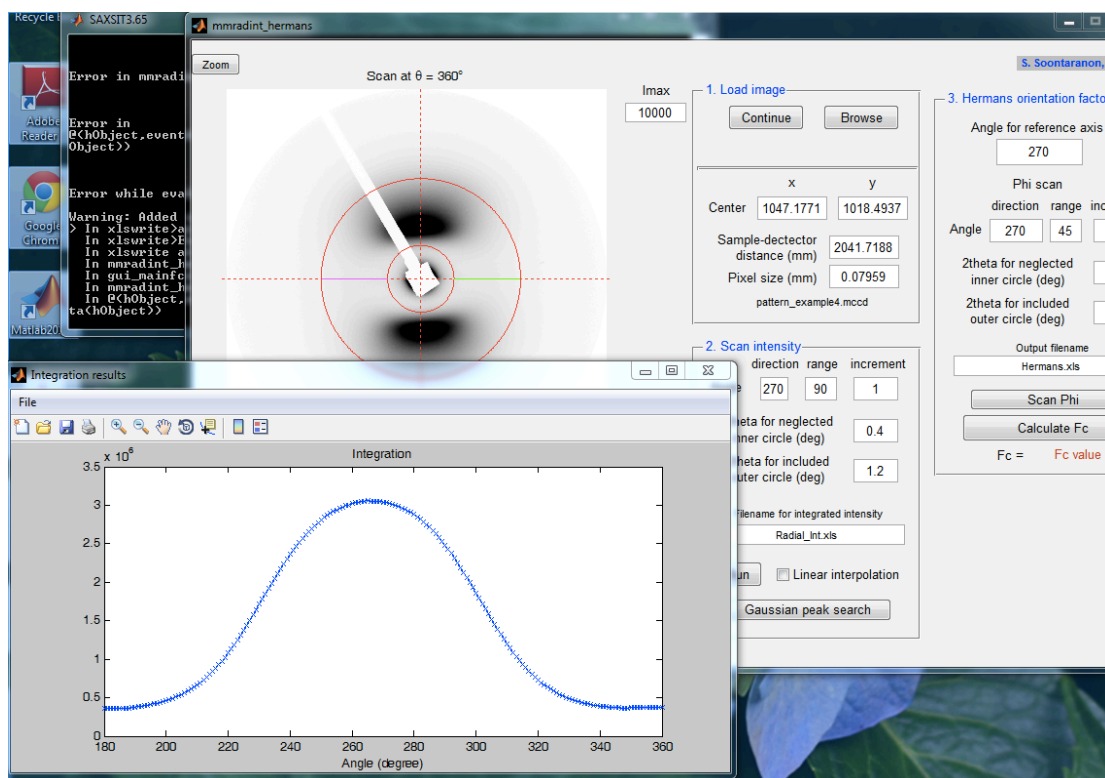 Recycle
SAXSIT3.65
mmradint_hermans
Error in mmradi
Error in
@(hObject,event
Object))
Error while eva
Warning: Added
> In xlswrite>a
In xlswrite>E
In xlswrite a
In mmradint_h
In gui_mainfc
In mmradint_h
In @(hObject,
ta(hObject))
Adobe
Reader
Google
Chrom
Matlab20
Zoom
Scan at θ = 360°
Imax
10000
S. Soontaranon,
1. Load image
Continue
Browse
x y
Center 1047.1771 1018.4937
Sample-dectector
distance (mm)
2041.7188
Pixel size (mm) 0.07959
pattern_example4.mccd
2. Scan intensity
direction range increment
270 90 1
heta for neglected
inner circle (deg)
0.4
heta for included
outer circle (deg)
1.2
Filename for integrated intensity
Radial_Int.xls
un
Linear interpolation
Gaussian peak search
3. Hermans orientation facto
Angle for reference axis
270
Phi scan
direction range inc
Angle 270 45
2theta for neglected
inner circle (deg)
2theta for included
outer circle (deg)
Output filename
Hermans.xls
Scan Phi
Calculate Fc
Fc = Fc value
Integration results
File
Integration
x 10^6
3.5
3
2.5
2
1.5
1
0.5
0
180 200 220 240 260 280 300 320 340 360
Angle (degree)